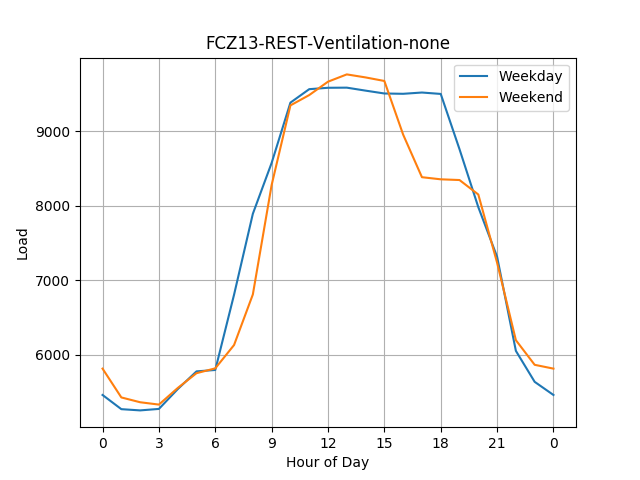 FCZ13-REST-Ventilation-none
Weekday
Weekend
Load
9000
8000
7000
6000
0 3 6 9 12 15 18 21 0
Hour of Day